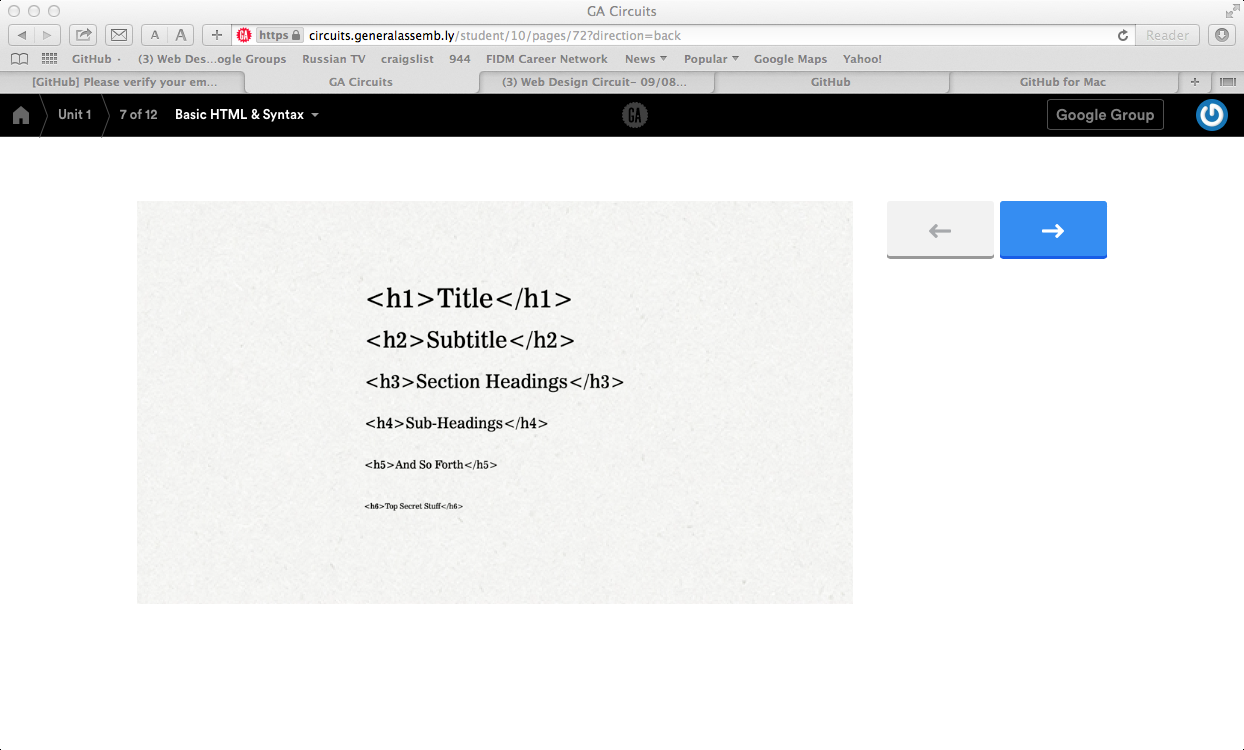 GA Circuits
A A + GA https circuits.generalassemb.ly/student/10/pages/72?direction=back Reader
GitHub (3) Web Des...ogle Groups Russian TV craigslist 944 FIDM Career Network News Popular Google Maps Yahoo!
[GitHub] Please verify your em... GA Circuits (3) Web Design Circuit– 09/08... GitHub GitHub for Mac +
Unit 1 7 of 12 Basic HTML & Syntax GA Google Group
<h1>Title</h1>
<h2>Subtitle</h2>
<h3>Section Headings</h3>
<h4>Sub-Headings</h4>
<h5>And So Forth</h5>
<h6>Top Secret Stuff</h6>